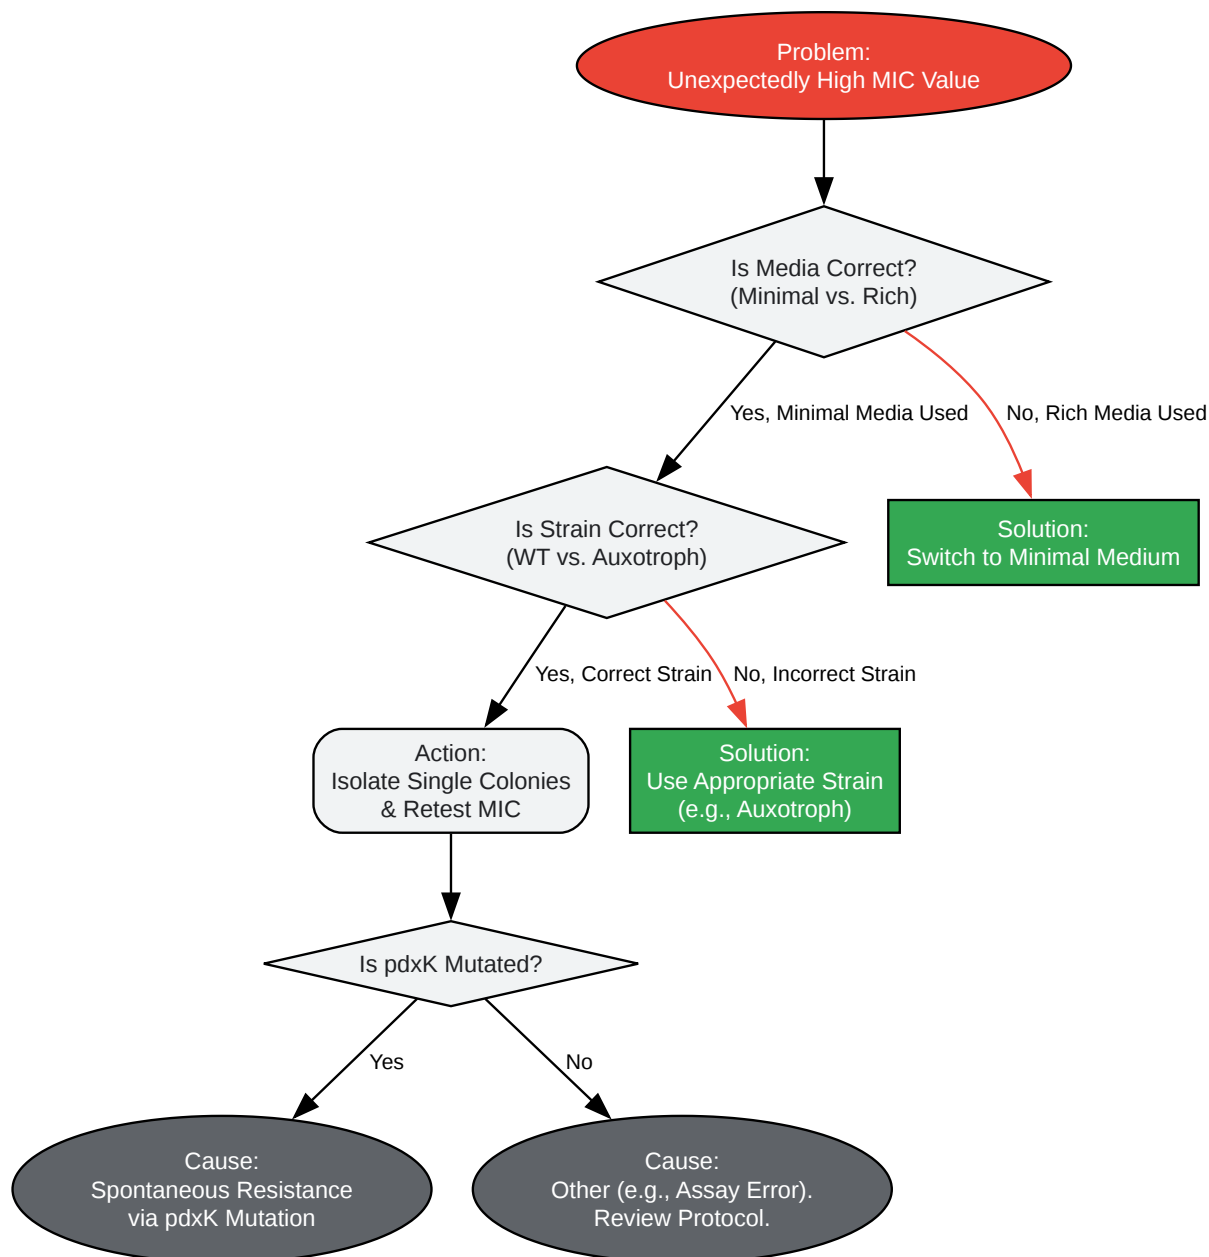 Problem:
Unexpectedly High MIC Value
Is Media Correct?
(Minimal vs. Rich)
Yes, Minimal Media Used
No, Rich Media Used
Is Strain Correct?
(WT vs. Auxotroph)
Solution:
Switch to Minimal Medium
Yes, Correct Strain
No, Incorrect Strain
Action:
Isolate Single Colonies
& Retest MIC
Solution:
Use Appropriate Strain
(e.g., Auxotroph)
Is pdxK Mutated?
Yes
No
Cause:
Spontaneous Resistance
via pdxK Mutation
Cause:
Other (e.g., Assay Error).
Review Protocol.